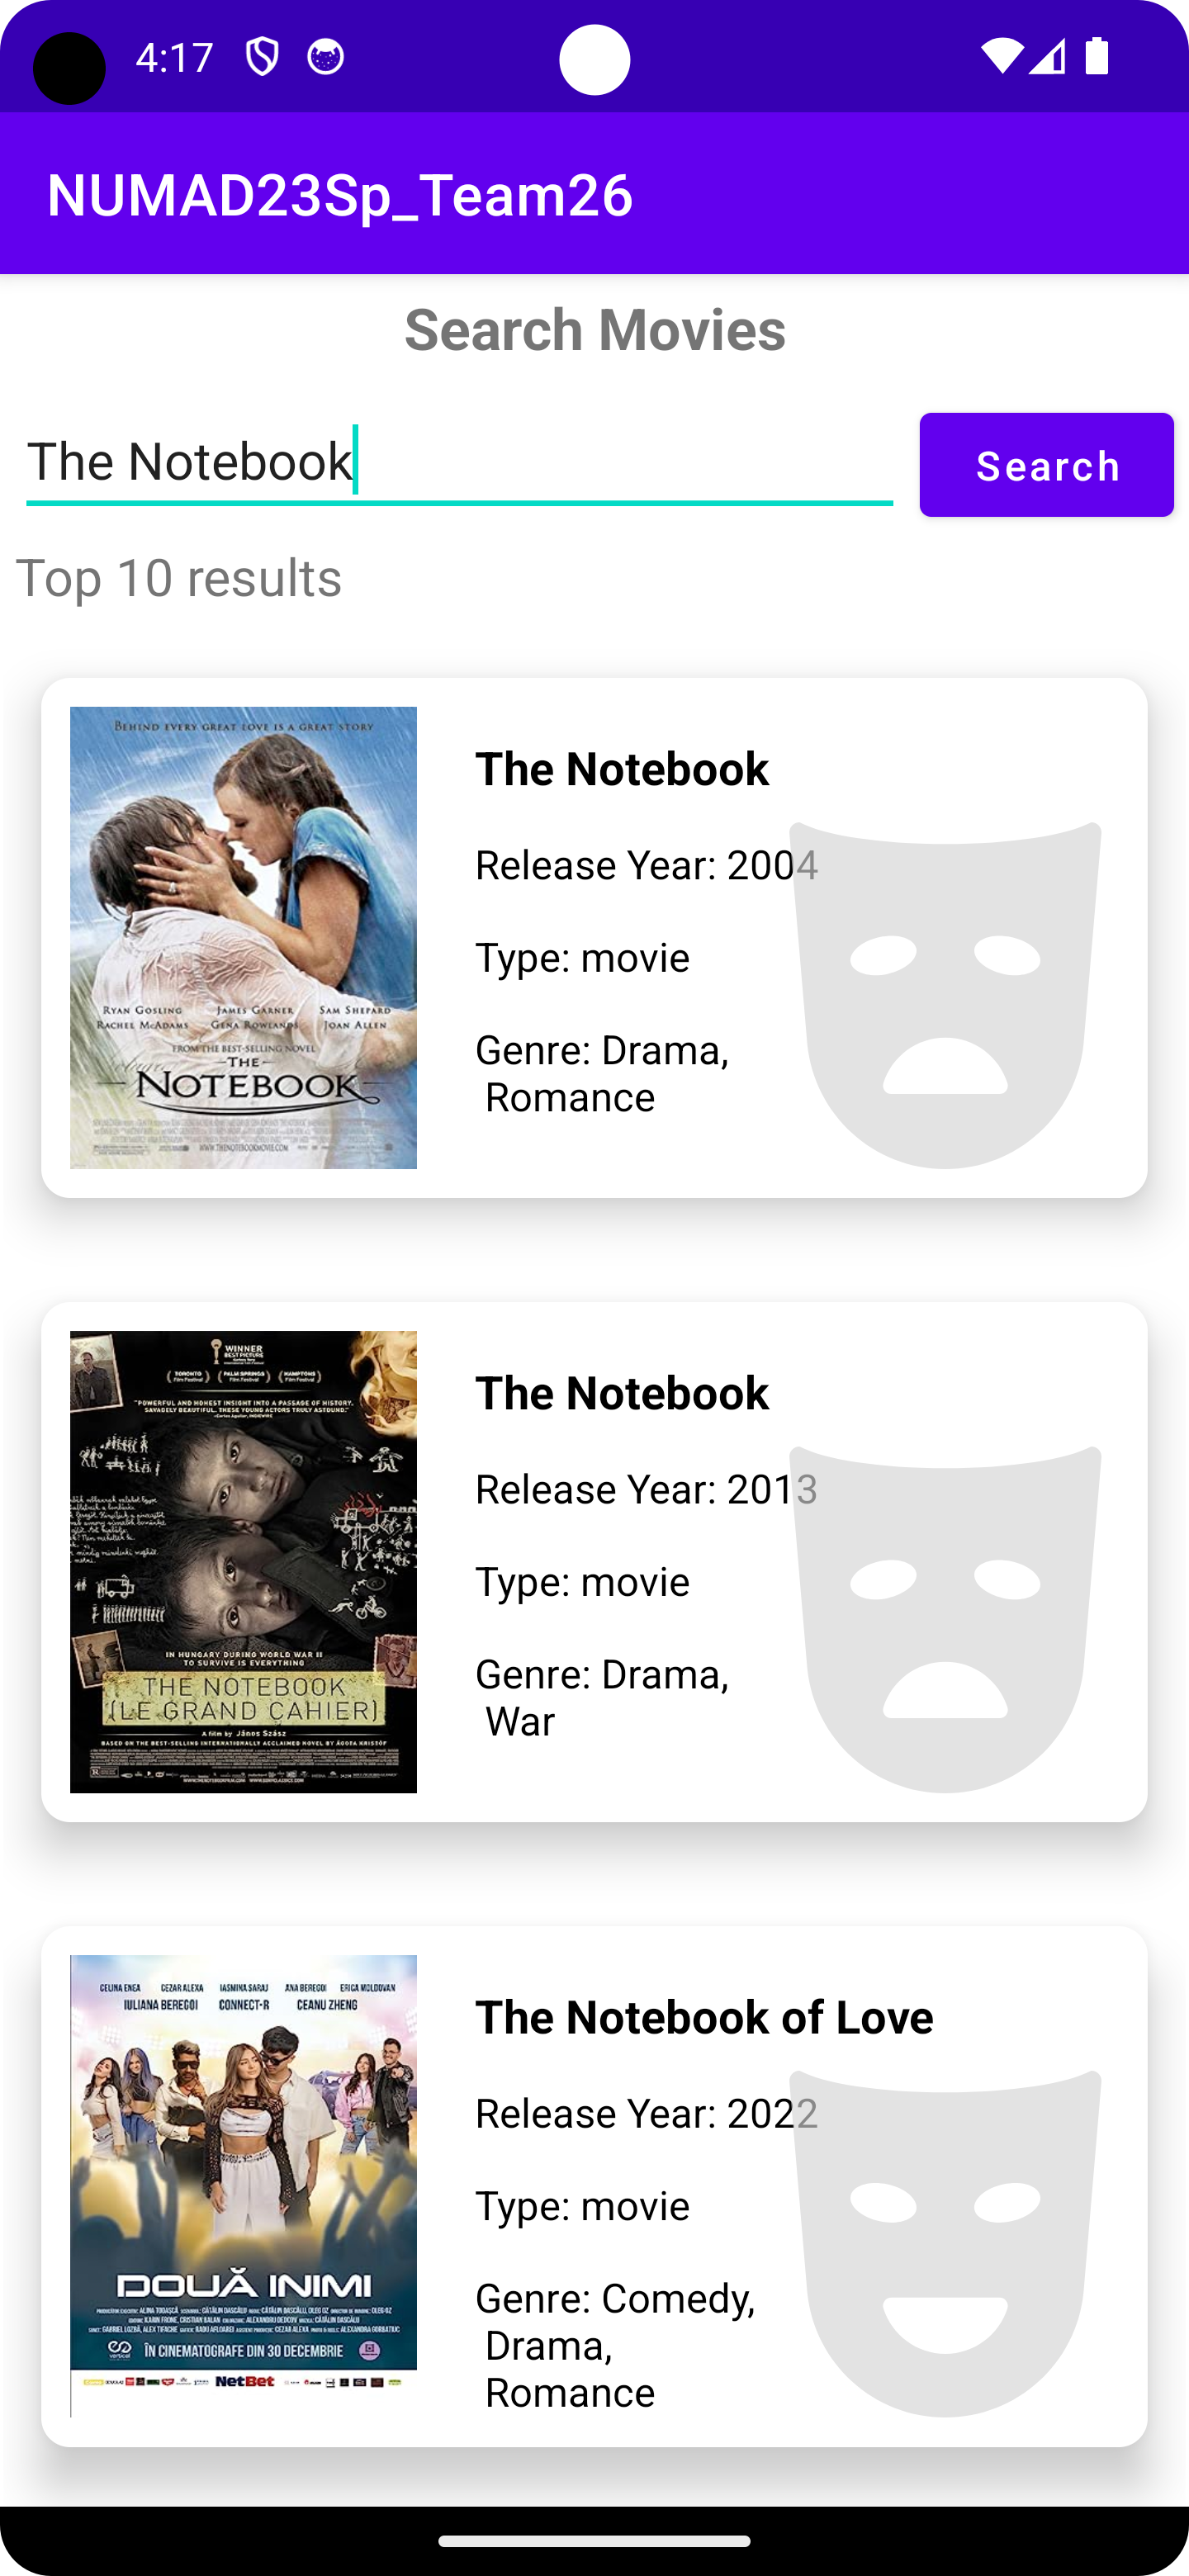 4:17
NUMAD23Sp_Team26
Search Movies
The Notebook
Search
Top 10 results
BEHIND EVERY GREAT LOVE IS A GREAT STORY
RYAN GOSLING JAMES GARNER SAM SHEPARD
RACHEL MCADAMS GENA ROWLANDS JOAN ALLEN
FROM THE BEST-SELLING NOVEL
THE
NOTEBOOK
WWW.THENOTEBOOKMOVIE.COM
The Notebook
Release Year: 2004
Type: movie
Genre: Drama,
Romance
WINNER
BEST PICTURE
TORONTO PALM SPRINGS HAMPTONS
Film Festival Film Festival Film Festival
"POWERFUL AND HONEST INSIGHT INTO A PASSAGE OF HISTORY.
SAVAGELY BEAUTIFUL. THESE YOUNG ACTORS TRULY ASTOUND."
IN HUNGARY DURING WORLD WAR II
TO SURVIVE IS EVERYTHING
THE NOTEBOOK
(LE GRAND CAHIER)
A film by János Szász
BASED ON THE BEST-SELLING INTERNATIONALLY ACCLAIMED NOVEL BY ÁGOTA KRISTÓF
The Notebook
Release Year: 2013
Type: movie
Genre: Drama,
War
CELINA ENEA CEZAR ALEXA IASMINA SARAJ ANA BEREGOI ERICA MOLDOVAN
IULIANA BEREGOI CONNECT-R CEANU ZHENG
DOUĂ INIMI
ÎN CINEMATOGRAFE DIN 30 DECEMBRIE
NetBet
The Notebook of Love
Release Year: 2022
Type: movie
Genre: Comedy,
Drama,
Romance